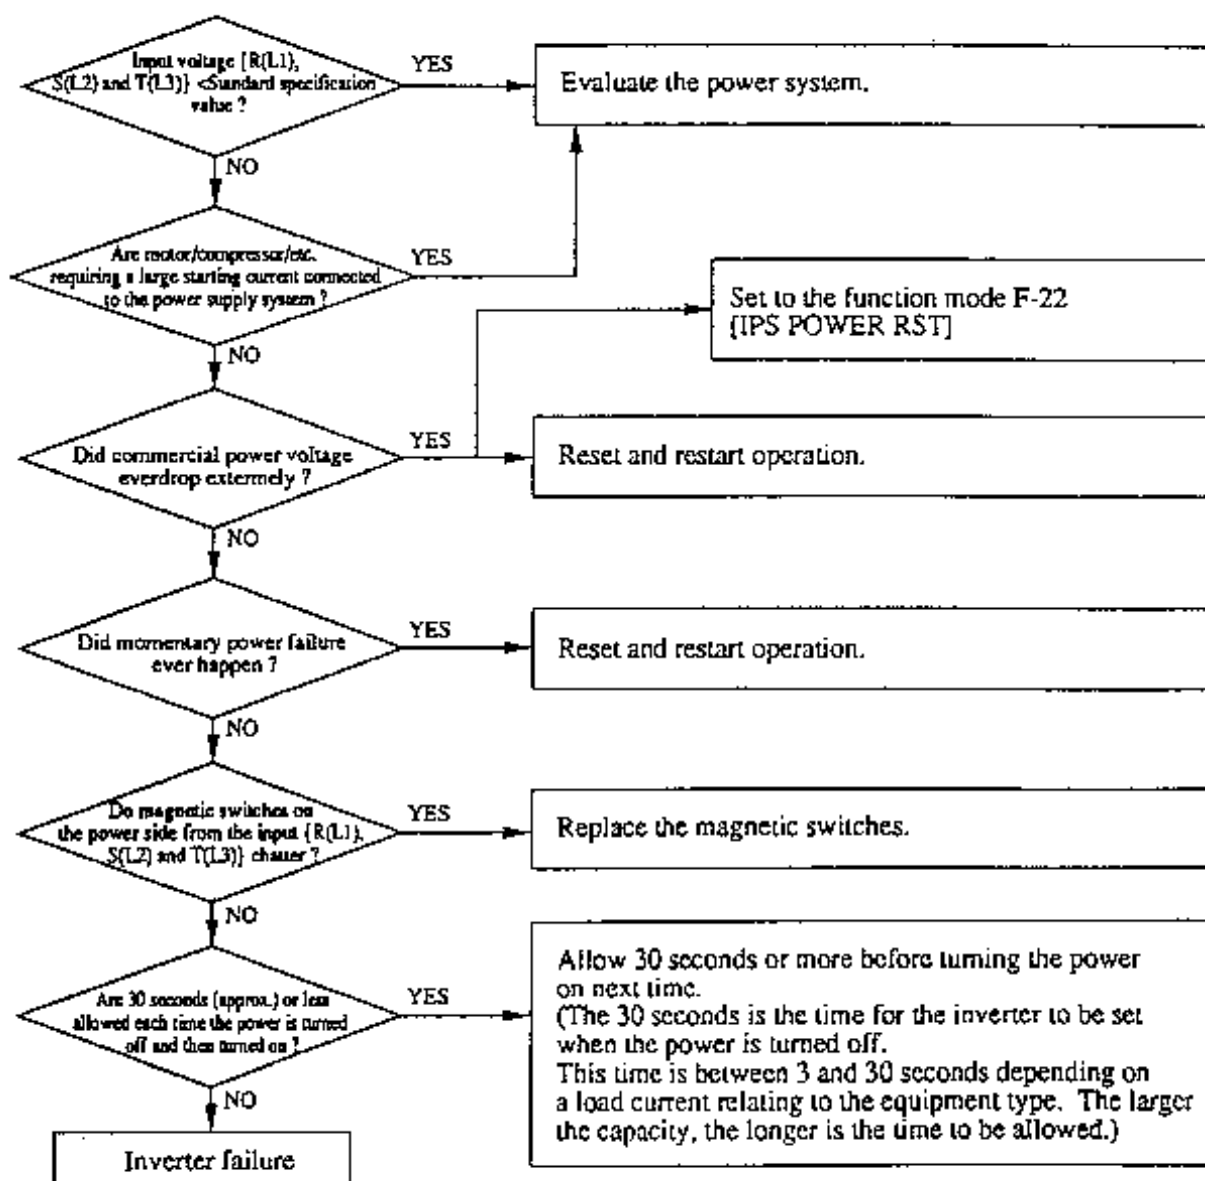 Input voltage {R(L1),
S(L2) and T(L3)} <Standard specification
value ?
YES
Evaluate the power system.
NO
Are motor/compressor/etc.
requiring a large starting current connected
to the power supply system ?
YES
Set to the function mode F-22
[IPS POWER RST]
NO
Did commercial power voltage
everdrop extermely ?
YES
Reset and restart operation.
NO
Did momentary power failure
ever happen ?
YES
Reset and restart operation.
NO
Do magnetic switches on
the power side from the input {R(L1),
S(L2) and T(L3)} chatter ?
YES
Replace the magnetic switches.
NO
Are 30 seconds (approx.) or less
allowed each time the power is turned
off and then turned on ?
YES
Allow 30 seconds or more before turning the power
on next time.
(The 30 seconds is the time for the inverter to be set
when the power is turned off.
This time is between 3 and 30 seconds depending on
a load current relating to the equipment type. The larger
the capacity, the longer is the time to be allowed.)
NO
Inverter failure